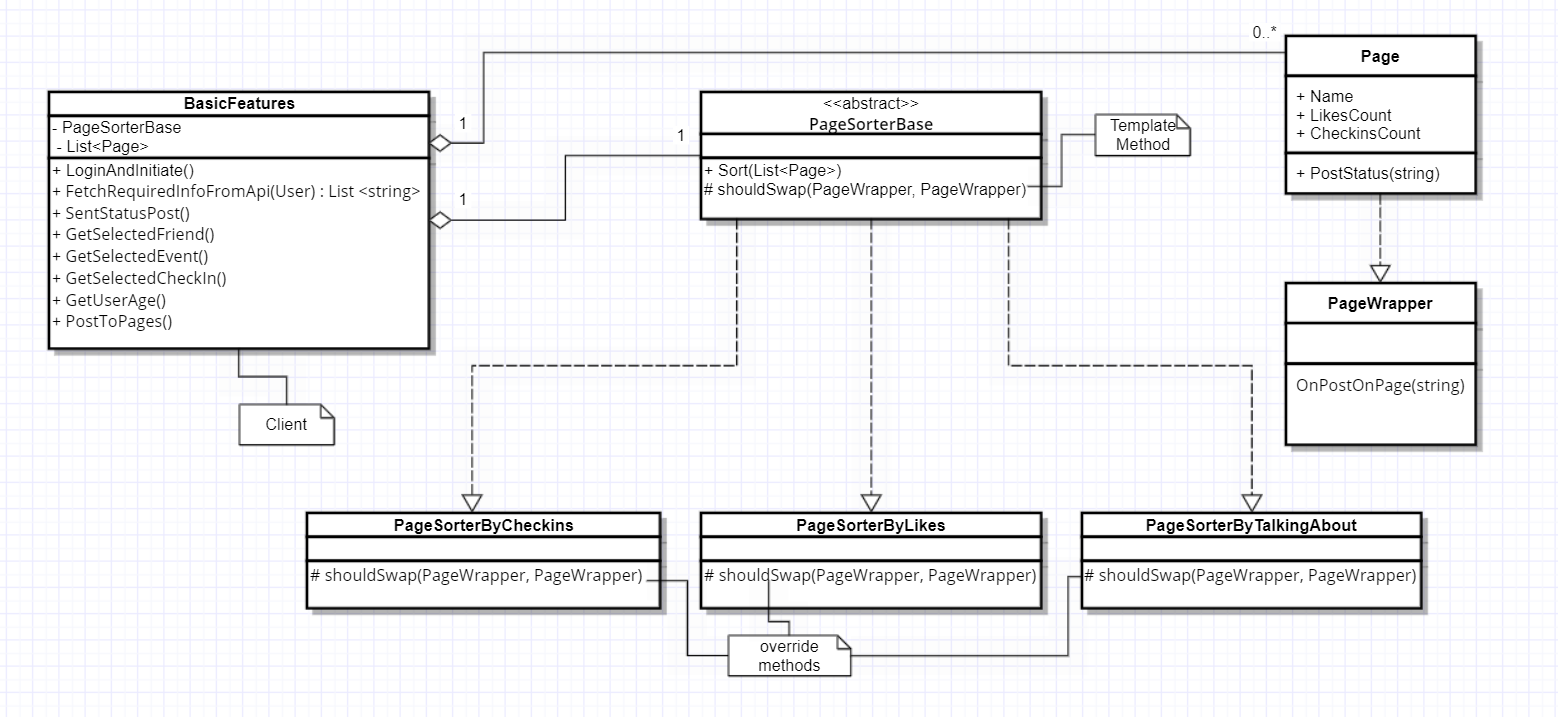 0..*
Page
+ Name
+ LikesCount
+ CheckinsCount
+ PostStatus(string)
BasicFeatures
- PageSorterBase
- List<Page>
+ LoginAndInitiate()
+ FetchRequiredInfoFromApi(User) : List <string>
+ SentStatusPost()
+ GetSelectedFriend()
+ GetSelectedEvent()
+ GetSelectedCheckIn()
+ GetUserAge()
+ PostToPages()
1
1
1
<<abstract>>
PageSorterBase
+ Sort(List<Page>)
# shouldSwap(PageWrapper, PageWrapper)
Template
Method
PageWrapper
OnPostOnPage(string)
Client
PageSorterByCheckins
# shouldSwap(PageWrapper, PageWrapper)
PageSorterByLikes
# shouldSwap(PageWrapper, PageWrapper)
PageSorterByTalkingAbout
# shouldSwap(PageWrapper, PageWrapper)
override
methods